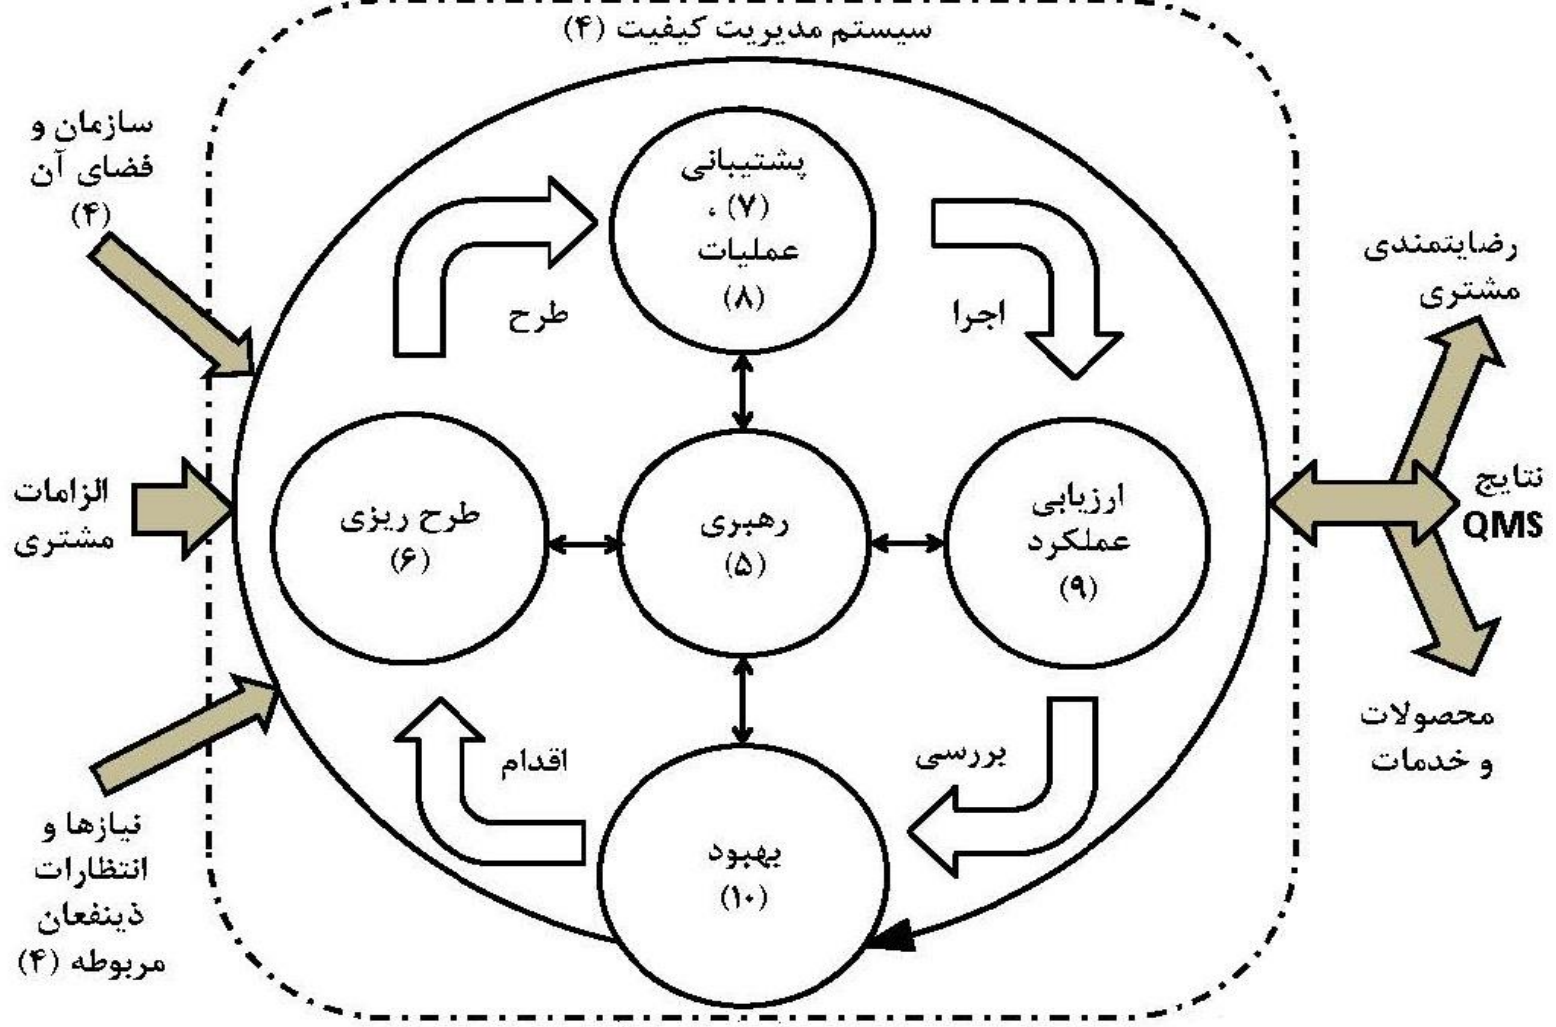 سیستم مدیریت کیفیت (۴)
سازمان و
فضای آن
(۴)
الزامات
مشتری
نیازها و
انتظارات
ذینفعان
مربوطه (۴)
پشتیبانی
(۷) ،
عملیات
(۸)
طرح
اجرا
طرح ریزی
(۶)
رهبری
(۵)
ارزیابی
عملکرد
(۹)
اقدام
بررسی
بهبود
(۱۰)
رضایتمندی
مشتری
نتایج
QMS
محصولات
و خدمات